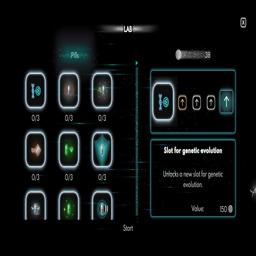 LAB
Pills
38
0/3 0/3 0/3
0/3 0/3 0/3
Slot for genetic evolution
Unlocks a new slot for genetic
evolution.
Value: 150
Start